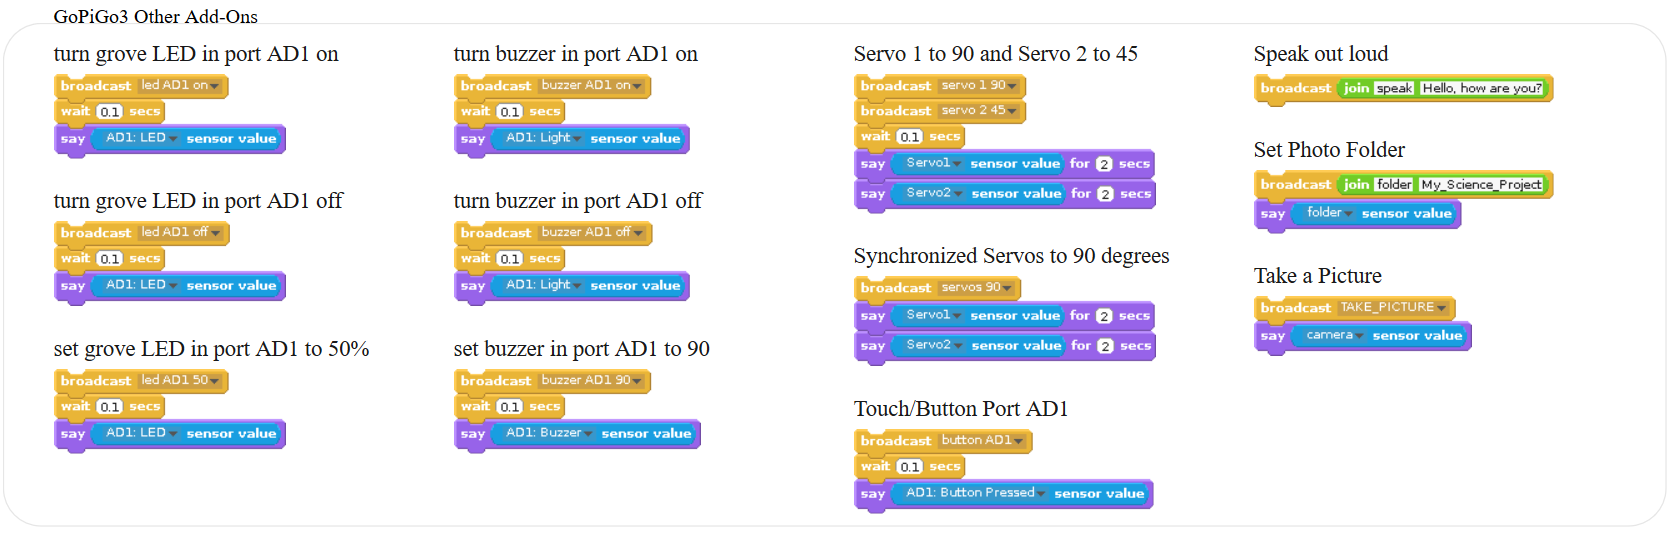 GoPiGo3 Other Add-Ons
turn grove LED in port AD1 on
broadcast led AD1 on
wait 0.1 secs
say AD1: LED sensor value
turn grove LED in port AD1 off
broadcast led AD1 off
wait 0.1 secs
say AD1: LED sensor value
set grove LED in port AD1 to 50%
broadcast led AD1 50
wait 0.1 secs
say AD1: LED sensor value
turn buzzer in port AD1 on
broadcast buzzer AD1 on
wait 0.1 secs
say AD1: Light sensor value
turn buzzer in port AD1 off
broadcast buzzer AD1 off
wait 0.1 secs
say AD1: Light sensor value
set buzzer in port AD1 to 90
broadcast buzzer AD1 90
wait 0.1 secs
say AD1: Buzzer sensor value
Servo 1 to 90 and Servo 2 to 45
broadcast servo 1 90
broadcast servo 2 45
wait 0.1 secs
say Servo1 sensor value for 2 secs
say Servo2 sensor value for 2 secs
Synchronized Servos to 90 degrees
broadcast servos 90
say Servo1 sensor value for 2 secs
say Servo2 sensor value for 2 secs
Touch/Button Port AD1
broadcast button AD1
wait 0.1 secs
say AD1: Button Pressed sensor value
Speak out loud
broadcast join speak Hello, how are you?
Set Photo Folder
broadcast join folder My_Science_Project
say folder sensor value
Take a Picture
broadcast TAKE_PICTURE
say camera sensor value